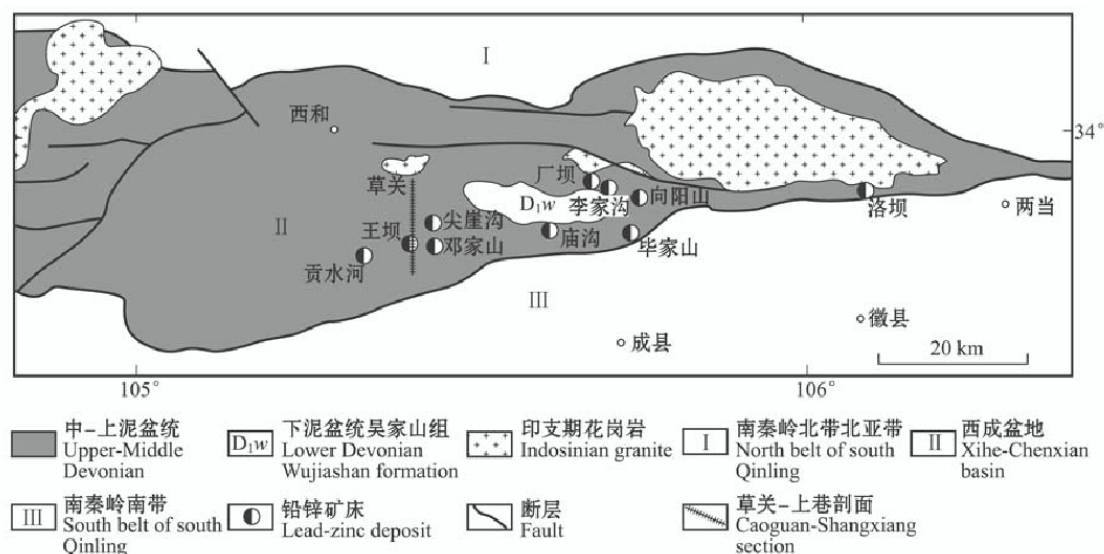 I
西和
34°
草关
厂坝
D₁w
李家沟
向阳山
洛坝
两当
II
王坝
尖崖沟
邓家山
庙沟
毕家山
贡水河
III
徽县
成县
20 km
105°
106°
中-上泥盆统
Upper-Middle
Devonian
D₁w
下泥盆统吴家山组
Lower Devonian
Wujiashan formation
印支期花岗岩
Indosinian granite
I
南秦岭北带北亚带
North belt of south
Qinling
II
西成盆地
Xihe-Chenxian
basin
III
南秦岭南带
South belt of south
Qinling
铅锌矿床
Lead-zinc deposit
断层
Fault
草关-上巷剖面
Caoguan-Shangxiang
section